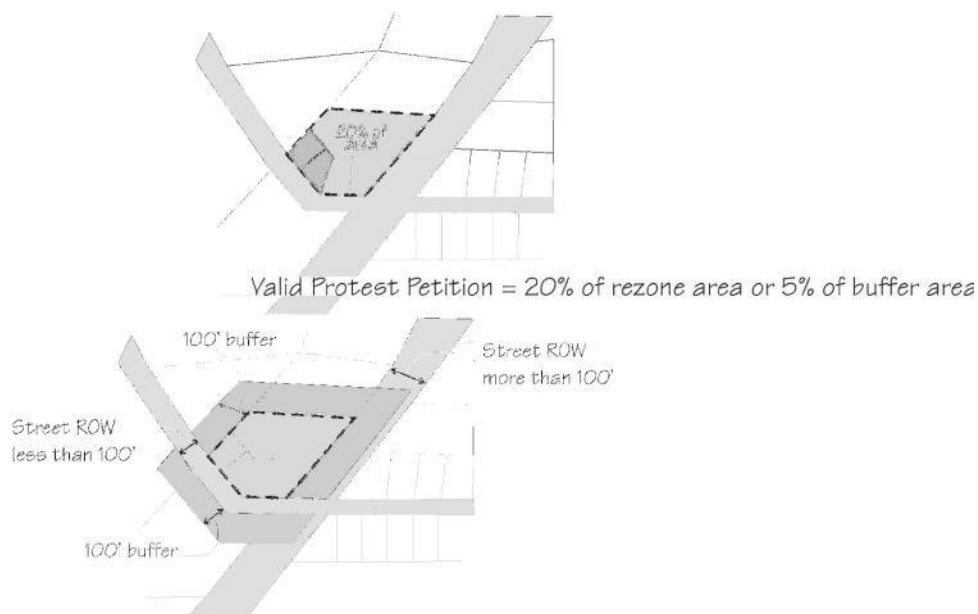 20% of
area
Valid Protest Petition = 20% of rezone area or 5% of buffer area
100' buffer
Street ROW
more than 100'
Street ROW
less than 100'
100' buffer